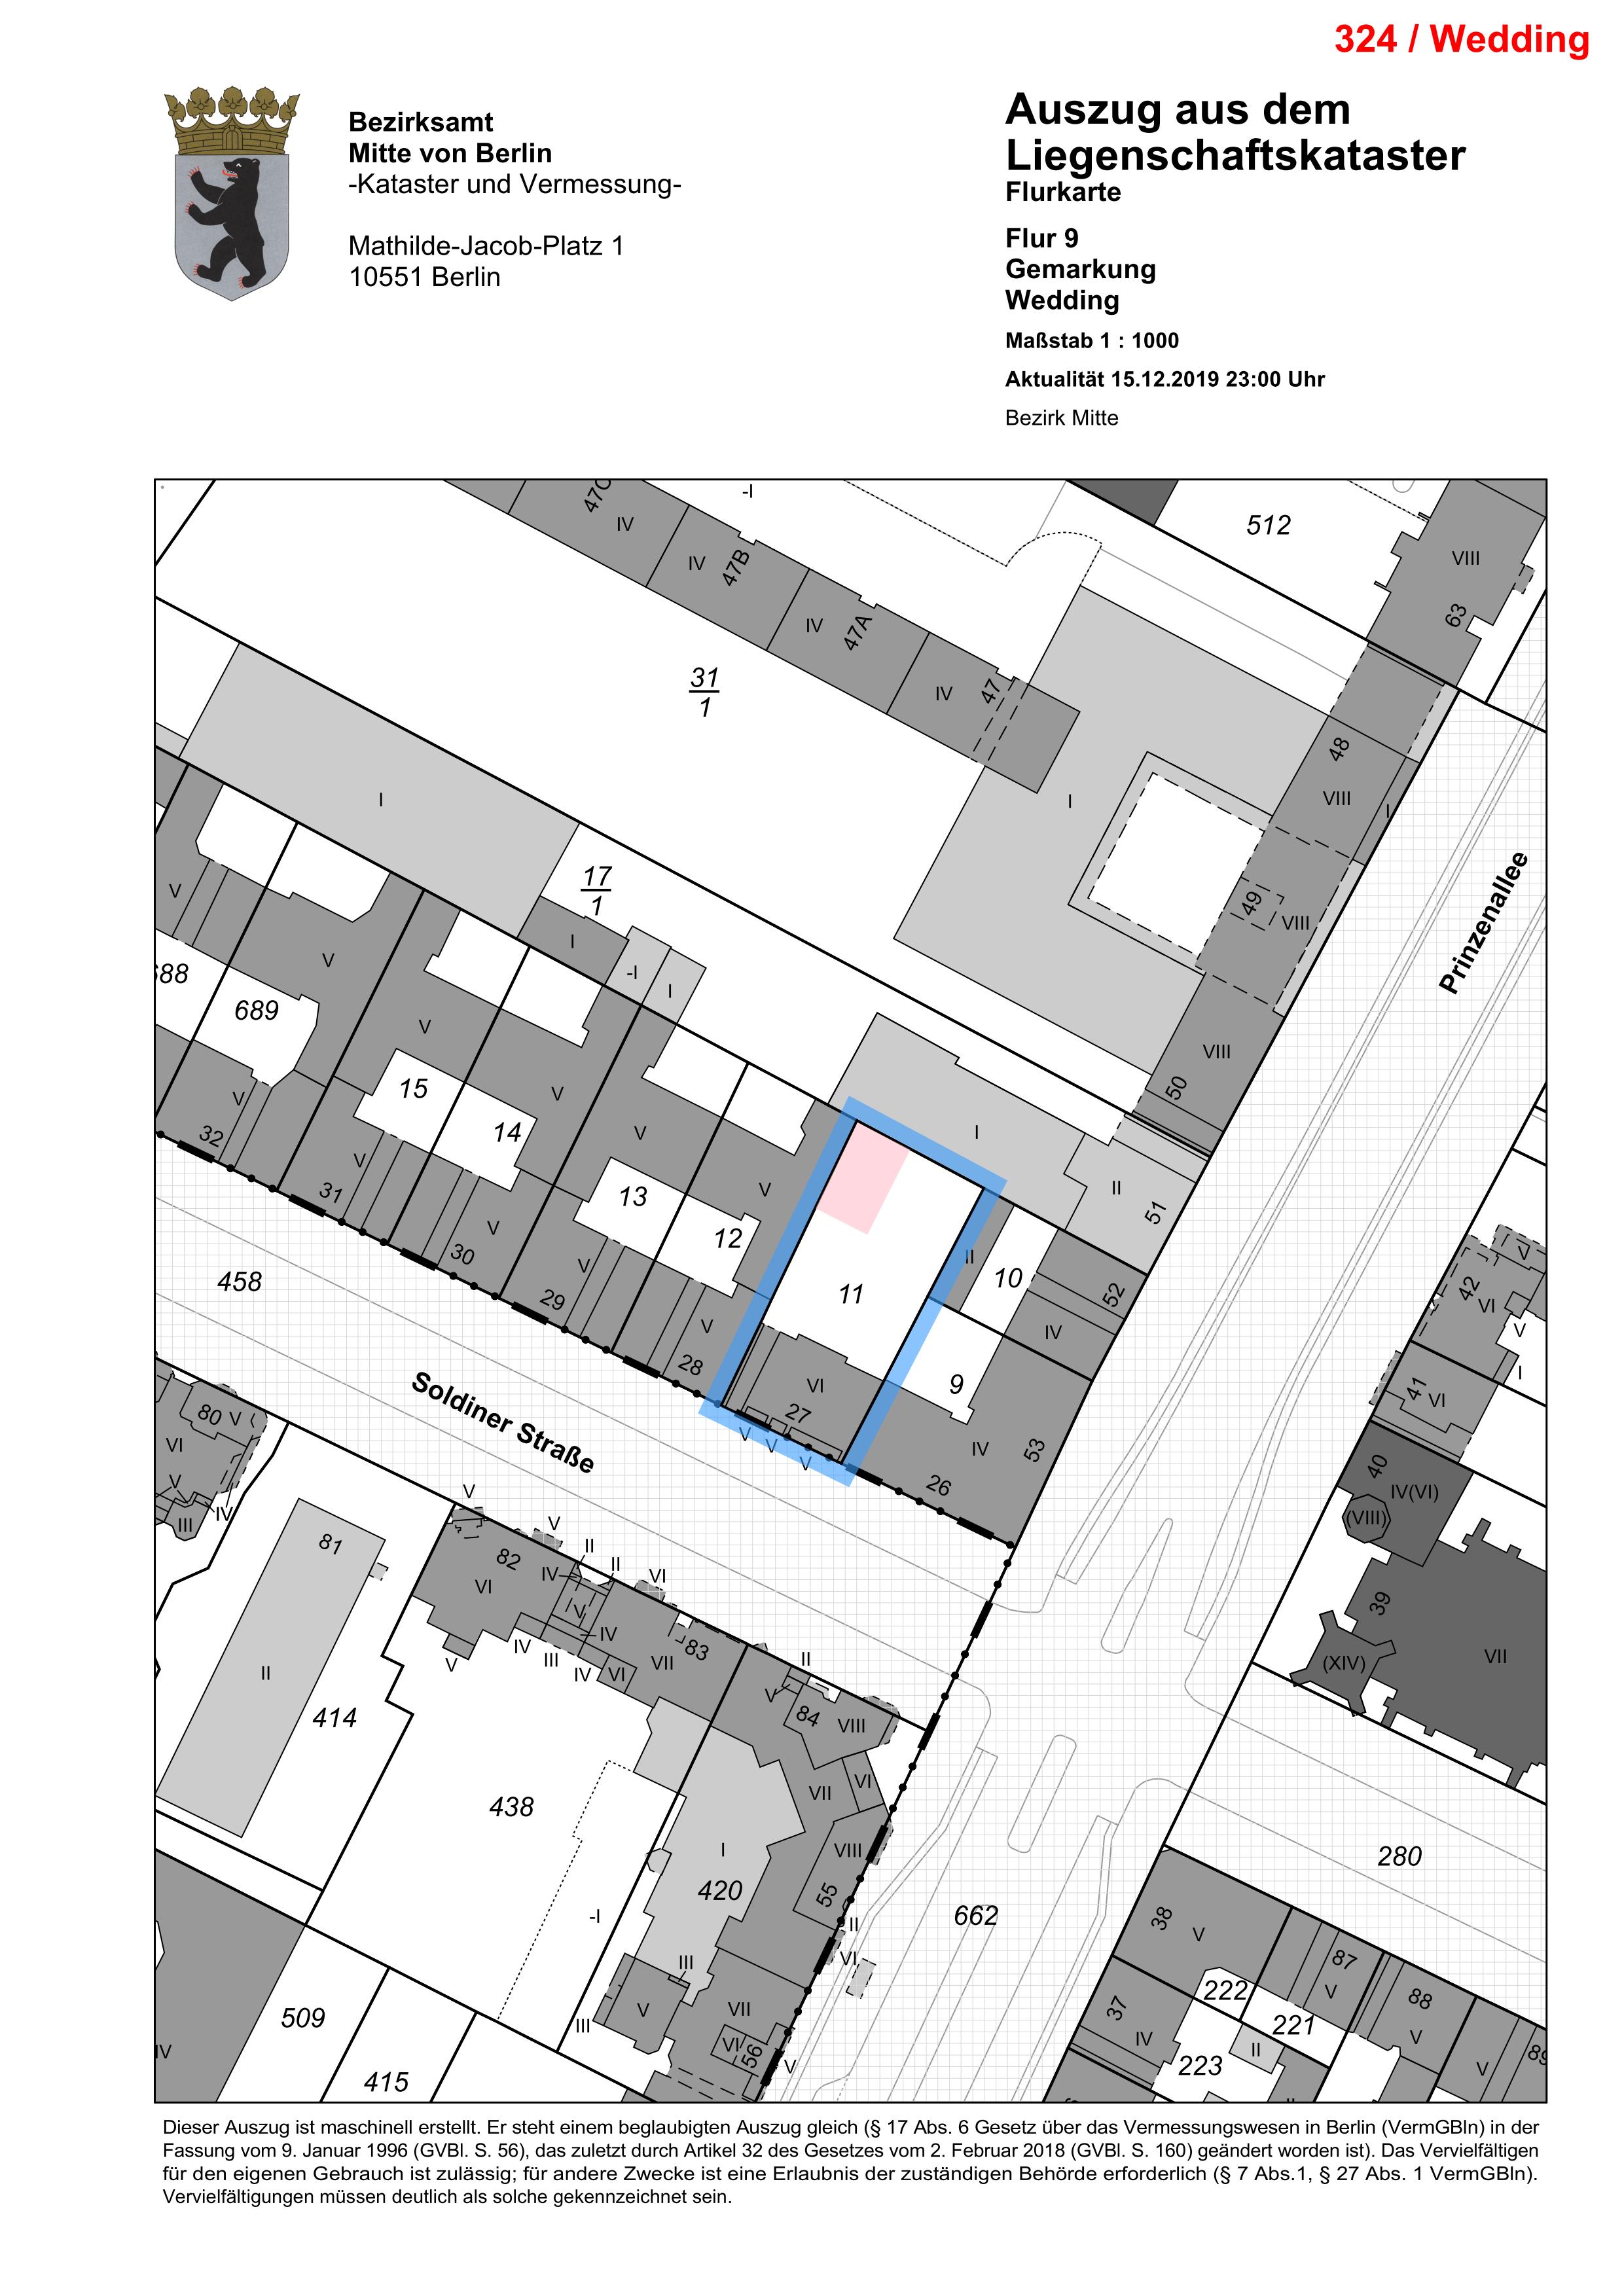 324 / Wedding
Bezirksamt
Mitte von Berlin
-Kataster und Vermessung-
Mathilde-Jacob-Platz 1
10551 Berlin
Auszug aus dem
Liegenschaftskataster
Flurkarte
Flur 9
Gemarkung
Wedding
Maßstab 1 : 1000
Aktualität 15.12.2019 23:00 Uhr
Bezirk Mitte
47C
IV
-I
512
VIII
63
IV
47B
IV
47A
IV
47
31
1
48
VIII
I
I
I
17
1
49
VIII
Prinzenallee
V
V
I
-I
I
688
689
V
VIII
50
15
V
14
V
I
V
32
V
31
V
30
V
29
13
12
V
V
28
II
51
II
10
52
IV
11
9
VI
27
V
V
V
IV
53
26
458
Soldiner Straße
V
42
VI
V
I
41
VI
40
IV(VI)
(VIII)
39
(XIV)
VII
80
V
VI
V
IV
III
81
II
414
V
V
82
VI
IV
II
II
VI
V
IV
IV
III
IV
VI
V
VII
83
II
V
84
VIII
VII
VI
VIII
55
438
I
420
-I
II
VI
662
280
III
V
III
VII
VI
56
V
509
415
IV
38
V
87
V
88
V
V
89
222
221
37
IV
223
II
Dieser Auszug ist maschinell erstellt. Er steht einem beglaubigten Auszug gleich (§ 17 Abs. 6 Gesetz über das Vermessungswesen in Berlin (VermGBln) in der
Fassung vom 9. Januar 1996 (GVBl. S. 56), das zuletzt durch Artikel 32 des Gesetzes vom 2. Februar 2018 (GVBl. S. 160) geändert worden ist). Das Vervielfältigen
für den eigenen Gebrauch ist zulässig; für andere Zwecke ist eine Erlaubnis der zuständigen Behörde erforderlich (§ 7 Abs.1, § 27 Abs. 1 VermGBln).
Vervielfältigungen müssen deutlich als solche gekennzeichnet sein.